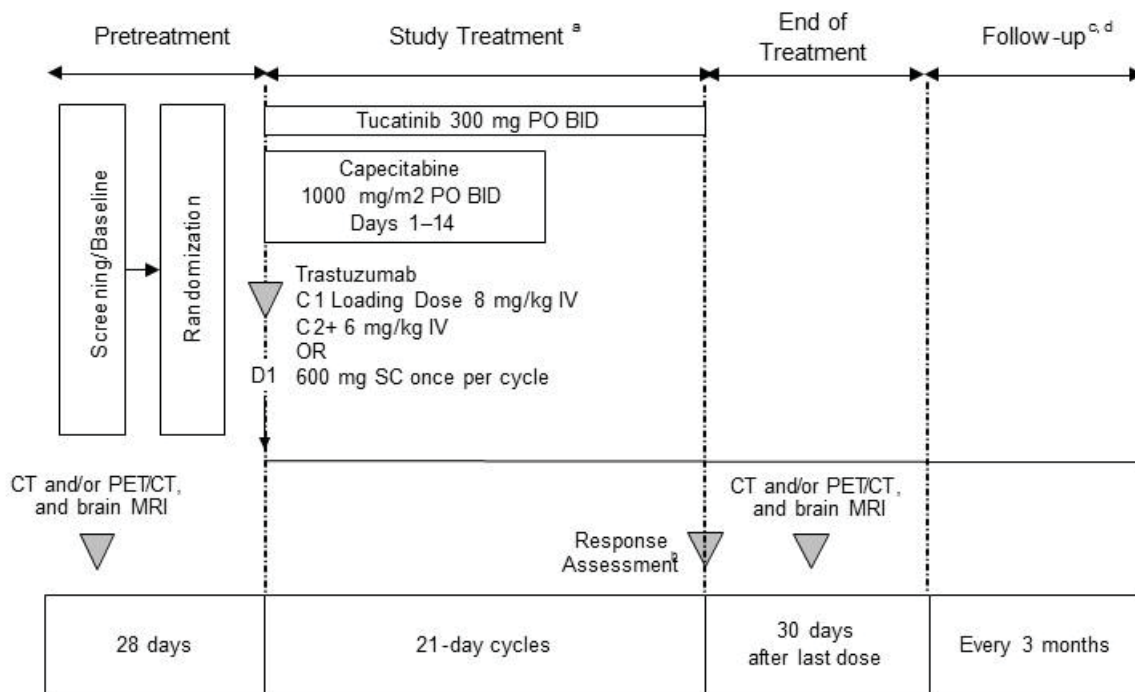 Pretreatment
Study Treatment a
End of
Treatment
Follow-up c, d
Screening/Baseline
Randomization
Tucatinib 300 mg PO BID
Capecitabine
1000 mg/m2 PO BID
Days 1–14
Trastuzumab
C1 Loading Dose 8 mg/kg IV
C2+ 6 mg/kg IV
OR
600 mg SC once per cycle
D1
CT and/or PET/CT,
and brain MRI
Response
Assessment b
CT and/or PET/CT,
and brain MRI
28 days
21-day cycles
30 days
after last dose
Every 3 months